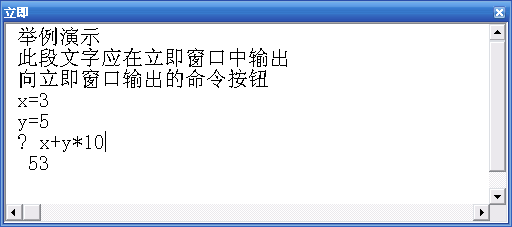 立即
举例演示
此段文字应在立即窗口中输出
向立即窗口输出的命令按钮
x=3
y=5
? x+y*10
53